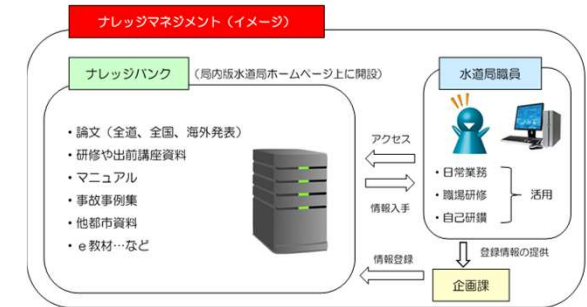 ナレッジマネジメント（イメージ）
ナレッジバンク
（局内版水道局ホームページ上に開設）
・論文（全道、全国、海外発表）
・研修や出前講座資料
・マニュアル
・事故事例集
・他都市資料
・ｅ教材…など
アクセス
情報入手
水道局職員
・日常業務
・職場研修
・自己研鑽
活用
登録情報の提供
情報登録
企画課